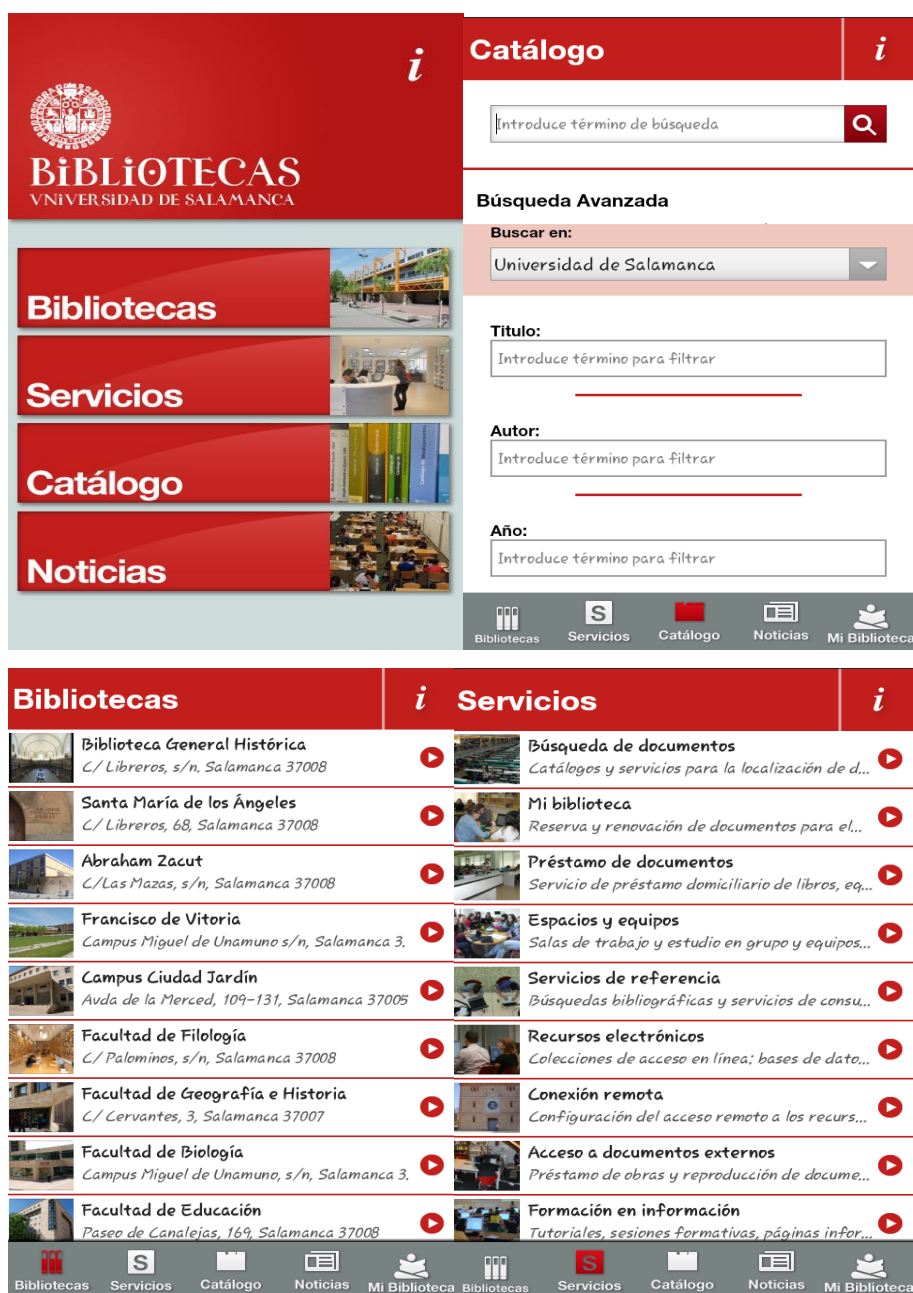 i
BiBLiOTECAS
VNiVERSiDAD DE SALAMANCA
Bibliotecas
Servicios
Catálogo
Noticias
Catálogo
i
Introduce término de búsqueda
Búsqueda Avanzada
Buscar en:
Universidad de Salamanca
Titulo:
Introduce término para filtrar
Autor:
Introduce término para filtrar
Año:
Introduce término para filtrar
S
Bibliotecas Servicios Catálogo Noticias Mi Biblioteca
Bibliotecas
i
Biblioteca General Histórica
C/ Libreros, s/n. Salamanca 37008
Santa María de los Ángeles
C/ Libreros, 68, Salamanca 37008
Abraham Zacut
C/Las Mazas, s/n, Salamanca 37008
Francisco de Vitoria
Campus Miguel de Unamuno s/n, Salamanca 3.
Campus Ciudad Jardín
Avda de la Merced, 109-131, Salamanca 37005
Facultad de Filología
C/ Palominos, s/n, Salamanca 37008
Facultad de Geografía e Historia
C/ Cervantes, 3, Salamanca 37007
Facultad de Biología
Campus Miguel de Unamuno, s/n, Salamanca 3.
Facultad de Educación
Paseo de Canalejas, 169, Salamanca 37008
S
Bibliotecas Servicios Catálogo Noticias Mi Biblioteca
Servicios
i
Búsqueda de documentos
Catálogos y servicios para la localización de d...
Mi biblioteca
Reserva y renovación de documentos para el...
Préstamo de documentos
Servicio de préstamo domiciliario de libros, eq...
Espacios y equipos
Salas de trabajo y estudio en grupo y equipos...
Servicios de referencia
Búsquedas bibliográficas y servicios de consu...
Recursos electrónicos
Colecciones de acceso en línea: bases de dato...
Conexión remota
Configuración del acceso remoto a los recurs...
Acceso a documentos externos
Préstamo de obras y reproducción de docume...
Formación en información
Tutoriales, sesiones formativas, páginas infor...
S
Bibliotecas Servicios Catálogo Noticias Mi Biblioteca